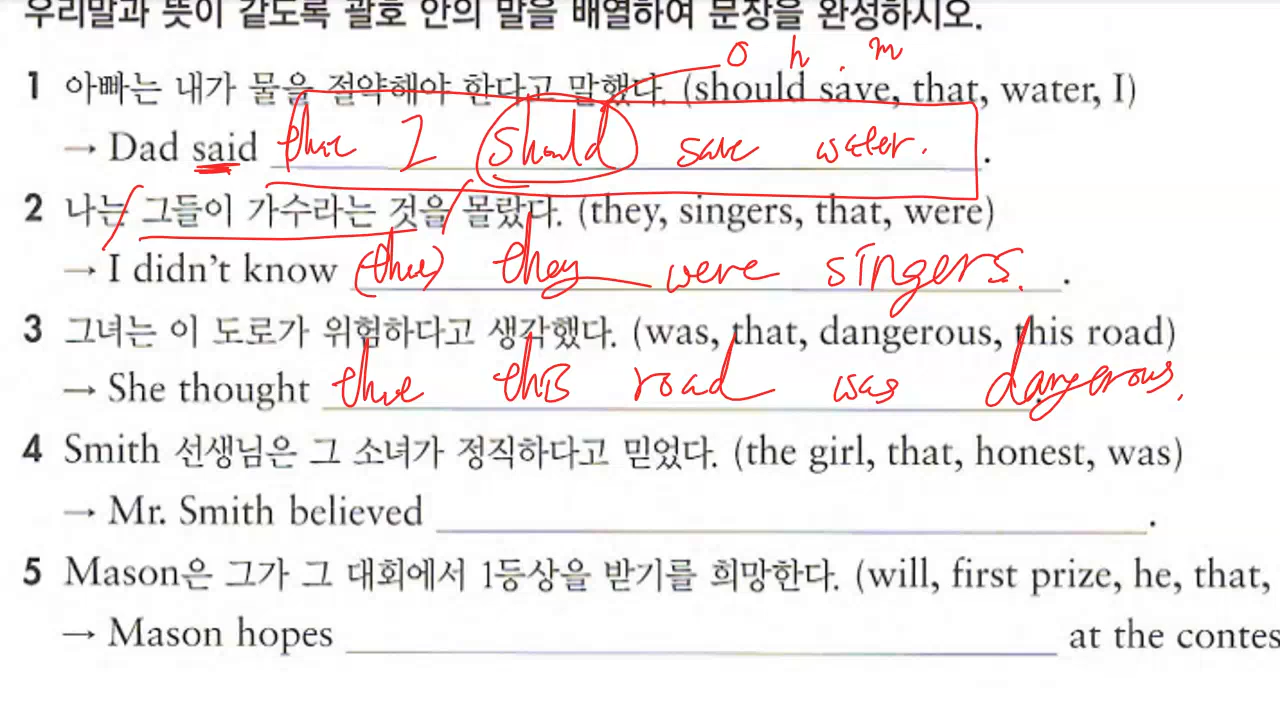 우리말과 뜻이 같도록 괄호 안의 말을 배열하여 문장을 완성하시오.
o h . m
1 아빠는 내가 물을 절약해야 한다고 말했다. (should save, that, water, I)
→ Dad said that I should save water. .
2 나는 그들이 가수라는 것을 몰랐다. (they, singers, that, were)
→ I didn't know (that) they were singers. .
3 그녀는 이 도로가 위험하다고 생각했다. (was, that, dangerous, this road)
→ She thought that this road was dangerous.
4 Smith 선생님은 그 소녀가 정직하다고 믿었다. (the girl, that, honest, was)
→ Mr. Smith believed .
5 Mason은 그가 그 대회에서 1등상을 받기를 희망한다. (will, first prize, he, that,
→ Mason hopes at the contes